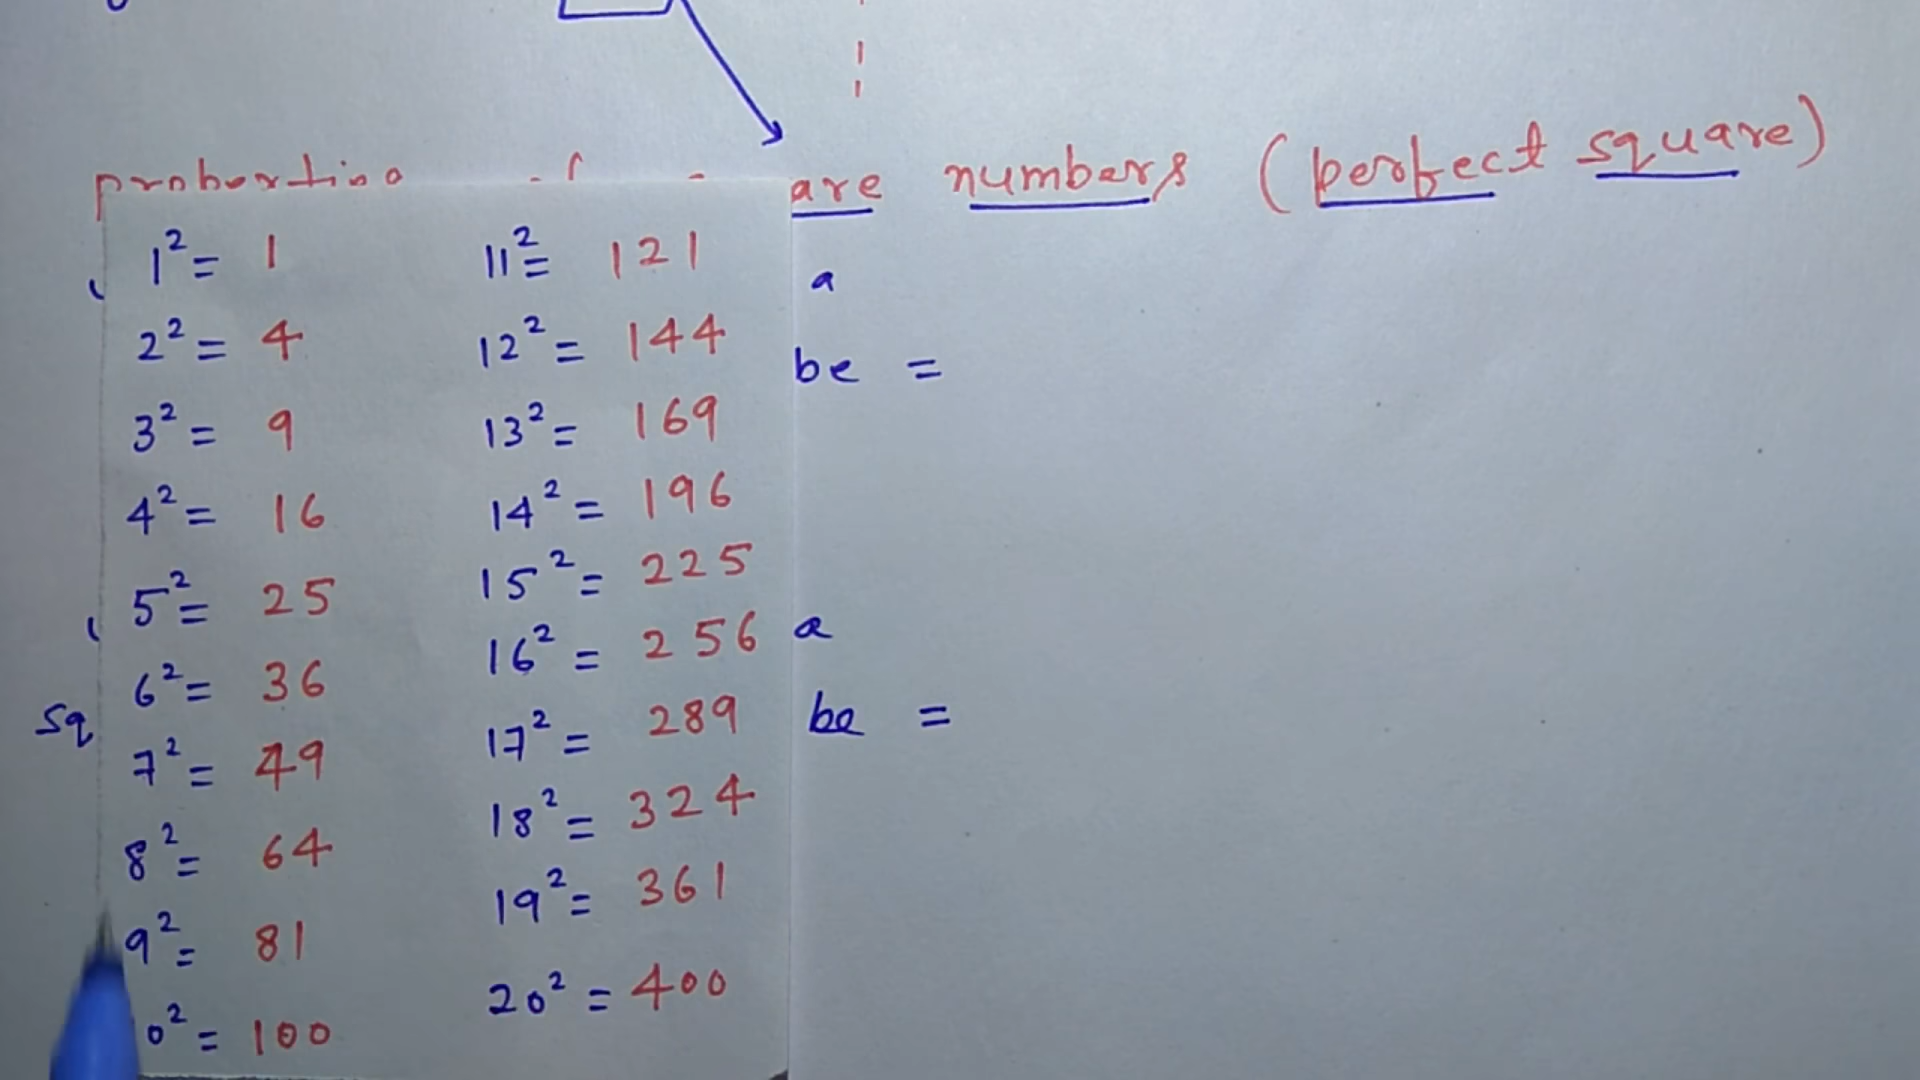 are numbers (perfect square)
1² = 1 11² = 121 a
2² = 4 12² = 144 be =
3² = 9 13² = 169
4² = 16 14² = 196
5² = 25 15² = 225
6² = 36 16² = 256 a
sq 7² = 49 17² = 289 be =
8² = 64 18² = 324
9² = 81 19² = 361
0² = 100 20² = 400